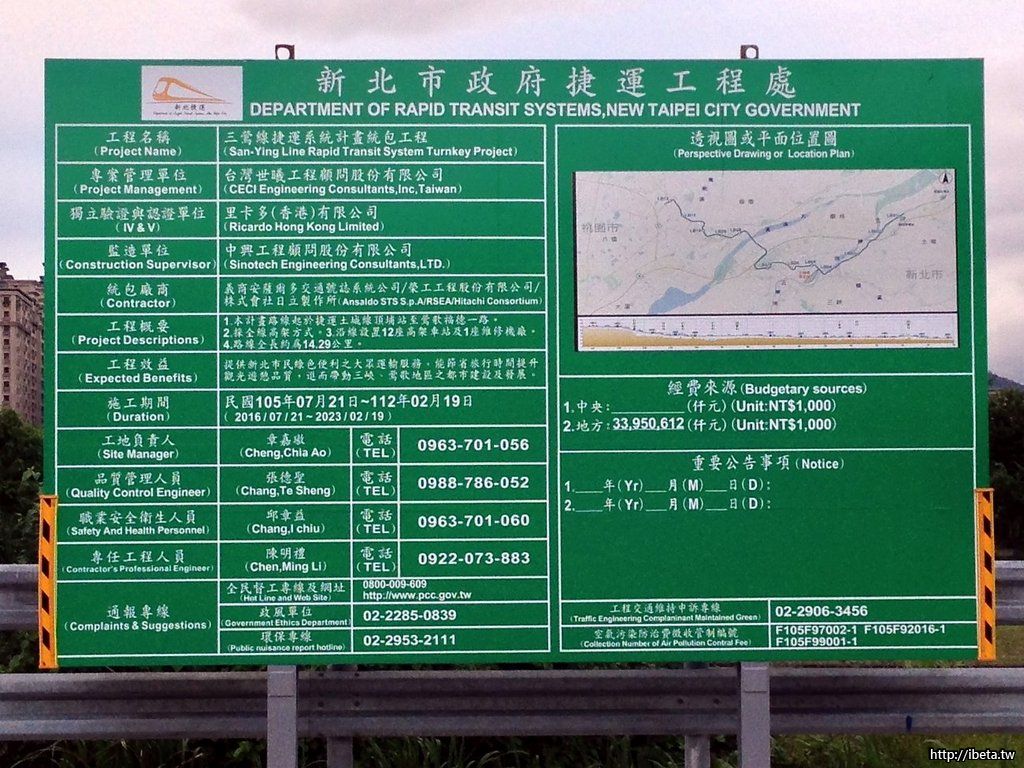 新北市政府捷運工程處
新北捷運
DEPARTMENT OF RAPID TRANSIT SYSTEMS,NEW TAIPEI CITY GOVERNMENT
工程名稱
(Project Name)
三鶯線捷運系統計畫統包工程
(San-Ying Line Rapid Transit System Turnkey Project)
專案管理單位
(Project Management)
台灣世曦工程顧問股份有限公司
(CECI Engineering Consultants,Inc,Taiwan)
獨立驗證與認證單位
(IV & V)
里卡多(香港)有限公司
(Ricardo Hong Kong Limited)
監造單位
(Construction Supervisor)
中興工程顧問股份有限公司
(Sinotech Engineering Consultants,LTD.)
統包廠商
(Contractor)
義商安薩爾多交通號誌系統公司/榮工工程股份有限公司/
株式會社日立製作所(Ansaldo STS S.p.A/RSEA/Hitachi Consortium)
工程概要
(Project Descriptions)
1.本計畫路線起於捷運土城線頂埔站至鶯歌福德一路。
2.採全線高架方式。3.沿線設置12座高架車站及1座維修機廠。
4.路線全長約為14.29公里。
工程效益
(Expected Benefits)
提供新北市民綠色便利之大眾運輸服務，能節省旅行時間提升
觀光遊憩品質，進而帶動三峽、鶯歌地區之都市建設及發展。
施工期間
(Duration)
民國105年07月21日~112年02月19日
( 2016 / 07 / 21 ~ 2023 / 02 / 19 )
工地負責人
(Site Manager)
章嘉璈
(Cheng,Chia Ao)
電話
(TEL)
0963-701-056
品質管理人員
(Quality Control Engineer)
張德聖
(Chang,Te Sheng)
電話
(TEL)
0988-786-052
職業安全衛生人員
(Safety And Health Personnel)
邱章益
(Chang,I chiu)
電話
(TEL)
0963-701-060
專任工程人員
(Contractor's Professional Engineer)
陳明禮
(Chen,Ming Li)
電話
(TEL)
0922-073-883
通報專線
(Complaints & Suggestions)
全民督工專線及網址
(Hot Line and Web Site)
0800-009-609
http://www.pcc.gov.tw
政風單位
(Government Ethics Department)
02-2285-0839
環保專線
(Public nuisance report hotline)
02-2953-2111
透視圖或平面位置圖
(Perspective Drawing or Location Plan)
桃園市
新北市
經費來源(Budgetary sources)
1.中央:________(仟元)(Unit:NT$1,000)
2.地方:33,950,612(仟元)(Unit:NT$1,000)
重要公告事項(Notice)
1.____年(Yr)___月(M)___日(D):
2.____年(Yr)___月(M)___日(D):
工程交通維持申訴專線
(Traffic Engineering Complaninant Maintained Green)
02-2906-3456
空氣污染防治費徵收管制編號
(Collection Number of Air Pollution Contral Fee)
F105F97002-1 F105F92016-1
F105F99001-1
http://ibeta.tw